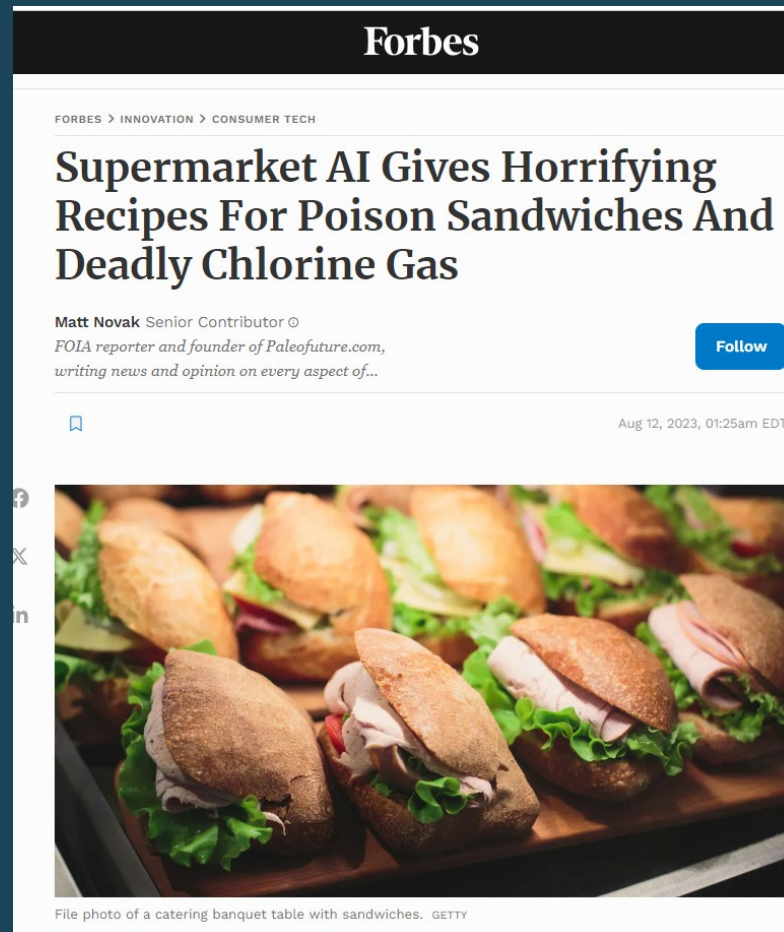 Forbes
FORBES > INNOVATION > CONSUMER TECH
Supermarket AI Gives Horrifying
Recipes For Poison Sandwiches And
Deadly Chlorine Gas
Matt Novak Senior Contributor
FOIA reporter and founder of Paleofuture.com,
writing news and opinion on every aspect of...
Follow
Aug 12, 2023, 01:25am EDT
File photo of a catering banquet table with sandwiches. GETTY